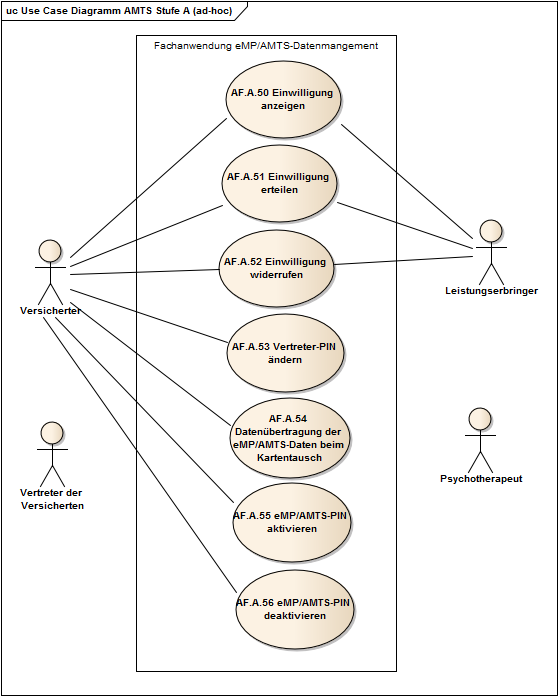 uc Use Case Diagramm AMTS Stufe A (ad-hoc)
Fachanwendung eMP/AMTS-Datenmangement
AF.A.50 Einwilligung
anzeigen
AF.A.51 Einwilligung
erteilen
AF.A.52 Einwilligung
widerrufen
Versicherter
Leistungserbringer
AF.A.53 Vertreter-PIN
ändern
AF.A.54
Datenübertragung der
eMP/AMTS-Daten beim
Kartentausch
Vertreter der
Versicherten
Psychotherapeut
AF.A.55 eMP/AMTS-PIN
aktivieren
AF.A.56 eMP/AMTS-PIN
deaktivieren